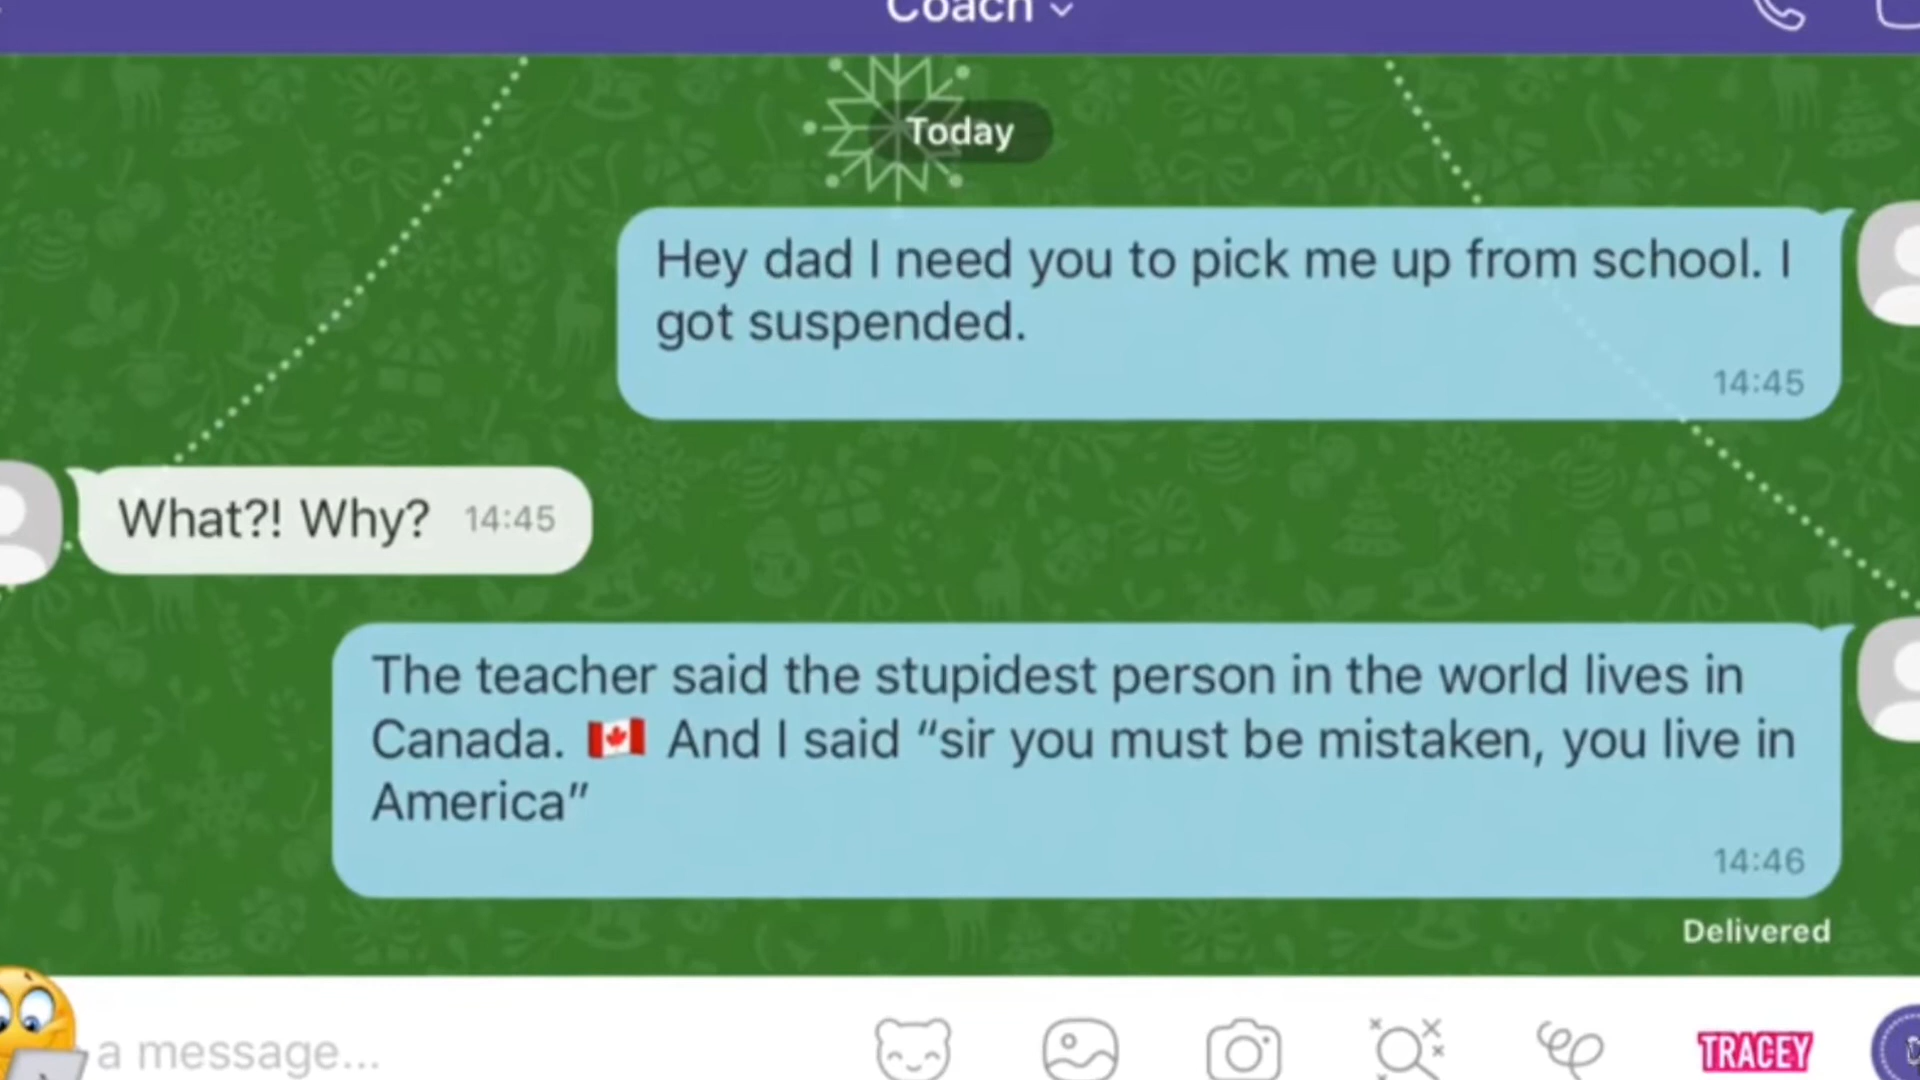 Coach
Today
Hey dad I need you to pick me up from school. I
got suspended.
14:45
What?! Why? 14:45
The teacher said the stupidest person in the world lives in
Canada. 🇨🇦 And I said “sir you must be mistaken, you live in
America”
14:46
Delivered
a message...
TRACEY